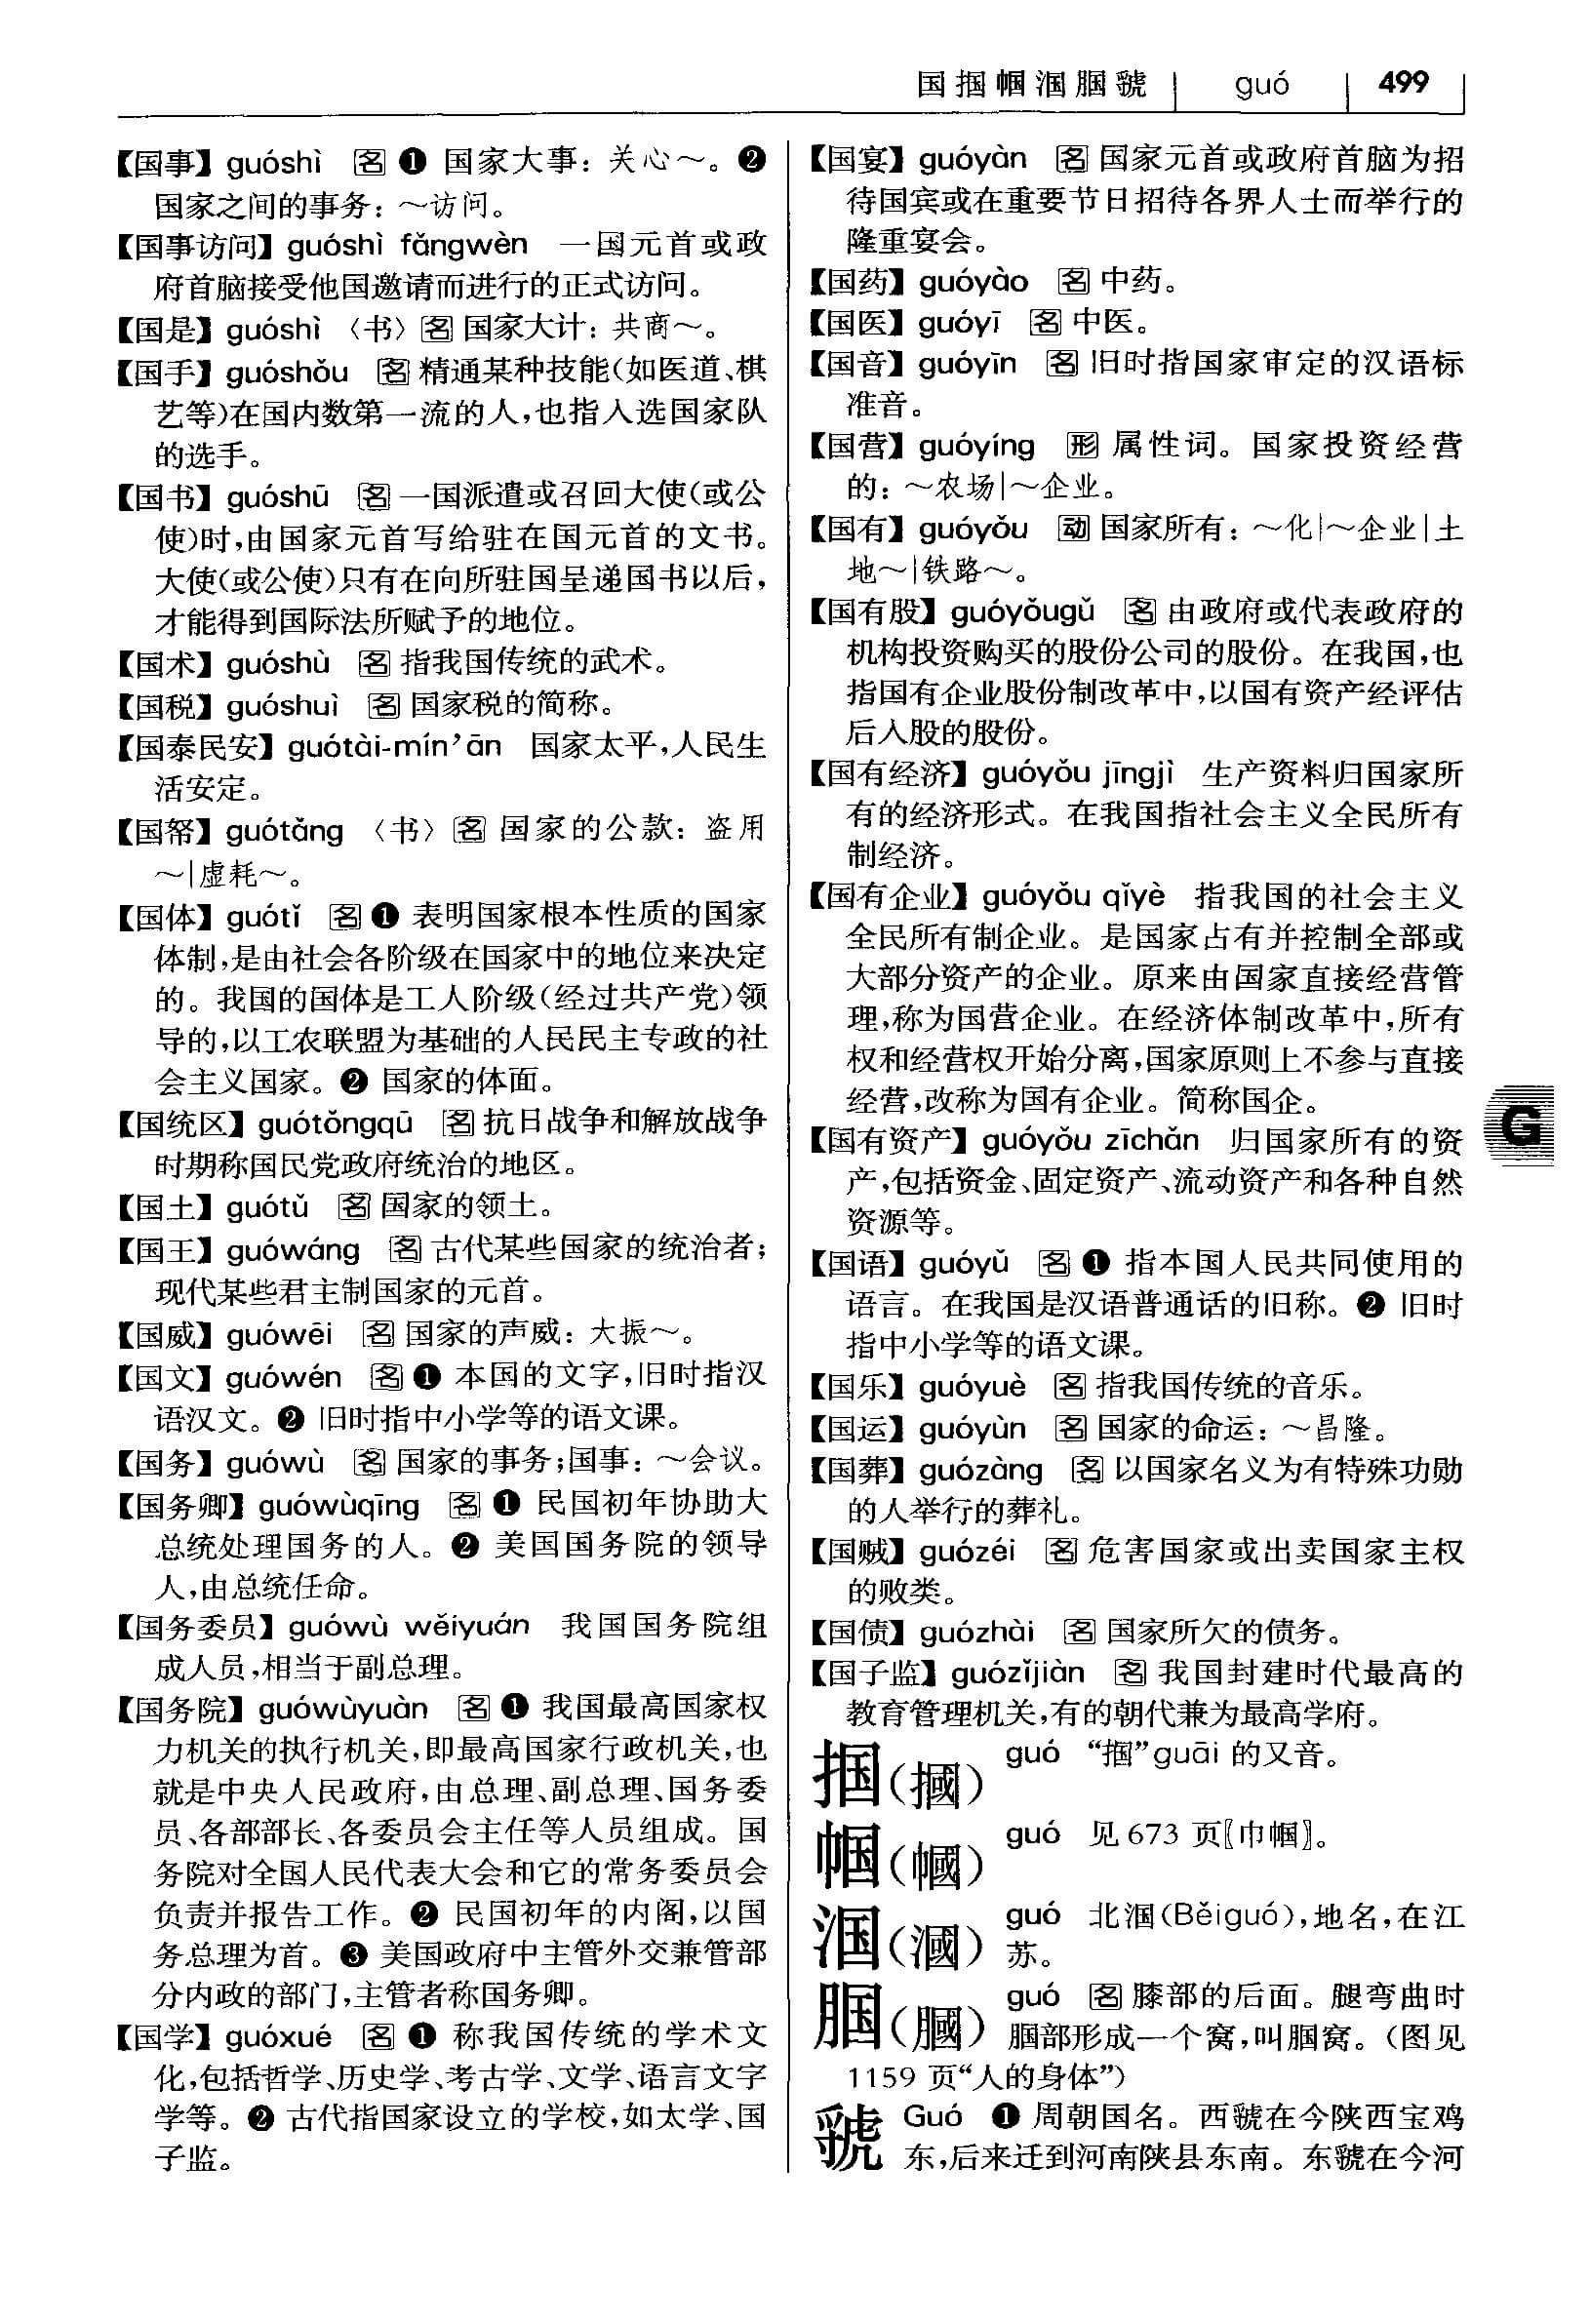 国掴帼涠腘虢 guó 499
【国事】guóshì 名 ❶ 国家大事：关心～。❷
国家之间的事务：～访问。
【国事访问】guóshì fǎngwèn 一国元首或政
府首脑接受他国邀请而进行的正式访问。
【国是】guóshì 〈书〉名 国家大计：共商～。
【国手】guóshǒu 名 精通某种技能(如医道、棋
艺等)在国内数第一流的人，也指入选国家队
的选手。
【国书】guóshū 名 一国派遣或召回大使(或公
使)时，由国家元首写给驻在国元首的文书。
大使(或公使)只有在向所驻国呈递国书以后，
才能得到国际法所赋予的地位。
【国术】guóshù 名 指我国传统的武术。
【国税】guóshuì 名 国家税的简称。
【国泰民安】guótài-mín’ān 国家太平，人民生
活安定。
【国帑】guótǎng 〈书〉名 国家的公款：盗用
～|虚耗～。
【国体】guótǐ 名 ❶ 表明国家根本性质的国家
体制，是由社会各阶级在国家中的地位来决定
的。我国的国体是工人阶级(经过共产党)领
导的，以工农联盟为基础的人民民主专政的社
会主义国家。❷ 国家的体面。
【国统区】guótǒngqū 名 抗日战争和解放战争
时期称国民党政府统治的地区。
【国土】guótǔ 名 国家的领土。
【国王】guówáng 名 古代某些国家的统治者；
现代某些君主制国家的元首。
【国威】guówēi 名 国家的声威：大振～。
【国文】guówén 名 ❶ 本国的文字，旧时指汉
语汉文。❷ 旧时指中小学等的语文课。
【国务】guówù 名 国家的事务；国事：～会议。
【国务卿】guówùqīng 名 ❶ 民国初年协助大
总统处理国务的人。❷ 美国国务院的领导
人，由总统任命。
【国务委员】guówù wěiyuán 我国国务院组
成人员，相当于副总理。
【国务院】guówùyuàn 名 ❶ 我国最高国家权
力机关的执行机关，即最高国家行政机关，也
就是中央人民政府，由总理、副总理、国务委
员、各部部长、各委员会主任等人员组成。国
务院对全国人民代表大会和它的常务委员会
负责并报告工作。❷ 民国初年的内阁，以国
务总理为首。❸ 美国政府中主管外交兼管部
分内政的部门，主管者称国务卿。
【国学】guóxué 名 ❶ 称我国传统的学术文
化，包括哲学、历史学、考古学、文学、语言文字
学等。❷ 古代指国家设立的学校，如太学、国
子监。
【国宴】guóyàn 名 国家元首或政府首脑为招
待国宾或在重要节日招待各界人士而举行的
隆重宴会。
【国药】guóyào 名 中药。
【国医】guóyī 名 中医。
【国音】guóyīn 名 旧时指国家审定的汉语标
准音。
【国营】guóyíng 形 属性词。国家投资经营
的：～农场|～企业。
【国有】guóyǒu 动 国家所有：～化|～企业|土
地～|铁路～。
【国有股】guóyǒugǔ 名 由政府或代表政府的
机构投资购买的股份公司的股份。在我国，也
指国有企业股份制改革中，以国有资产经评估
后入股的股份。
【国有经济】guóyǒu jīngjì 生产资料归国家所
有的经济形式。在我国指社会主义全民所有
制经济。
【国有企业】guóyǒu qǐyè 指我国的社会主义
全民所有制企业。是国家占有并控制全部或
大部分资产的企业。原来由国家直接经营管
理，称为国营企业。在经济体制改革中，所有
权和经营权开始分离，国家原则上不参与直接
经营，改称为国有企业。简称国企。
【国有资产】guóyǒu zīchǎn 归国家所有的资
产，包括资金、固定资产、流动资产和各种自然
资源等。
【国语】guóyǔ 名 ❶ 指本国人民共同使用的
语言。在我国是汉语普通话的旧称。❷ 旧时
指中小学等的语文课。
【国乐】guóyuè 名 指我国传统的音乐。
【国运】guóyùn 名 国家的命运：～昌隆。
【国葬】guózàng 名 以国家名义为有特殊功勋
的人举行的葬礼。
【国贼】guózéi 名 危害国家或出卖国家主权
的败类。
【国债】guózhài 名 国家所欠的债务。
【国子监】guózǐjiàn 名 我国封建时代最高的
教育管理机关，有的朝代兼为最高学府。
掴(摑) guó “掴”guāi 的又音。
帼(幗) guó 见 673 页〖巾帼〗。
涠(漍) guó 北涠(Běiguó)，地名，在江
苏。
腘(膕) guó 名 膝部的后面。腿弯曲时
腘部形成一个窝，叫腘窝。(图见
1159 页“人的身体”)
虢 Guó ❶ 周朝国名。西虢在今陕西宝鸡
东，后来迁到河南陕县东南。东虢在今河
G